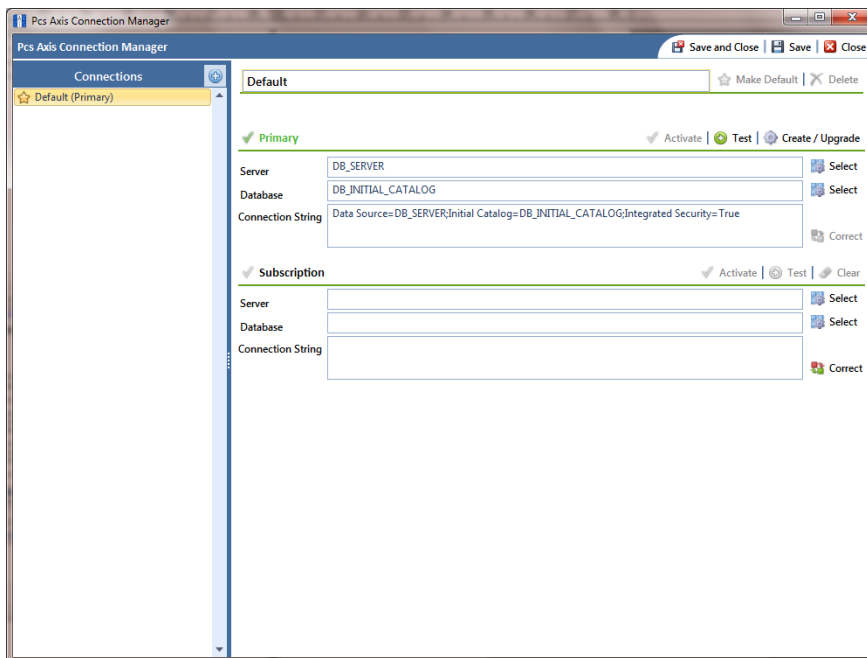 Pcs Axis Connection Manager
Pcs Axis Connection Manager
Save and Close | Save | Close
Connections
Default (Primary)
Default
Make Default | Delete
Primary
Activate | Test | Create / Upgrade
Server DB_SERVER Select
Database DB_INITIAL_CATALOG Select
Connection String Data Source=DB_SERVER;Initial Catalog=DB_INITIAL_CATALOG;Integrated Security=True
Correct
Subscription
Activate | Test | Clear
Server Select
Database Select
Connection String
Correct